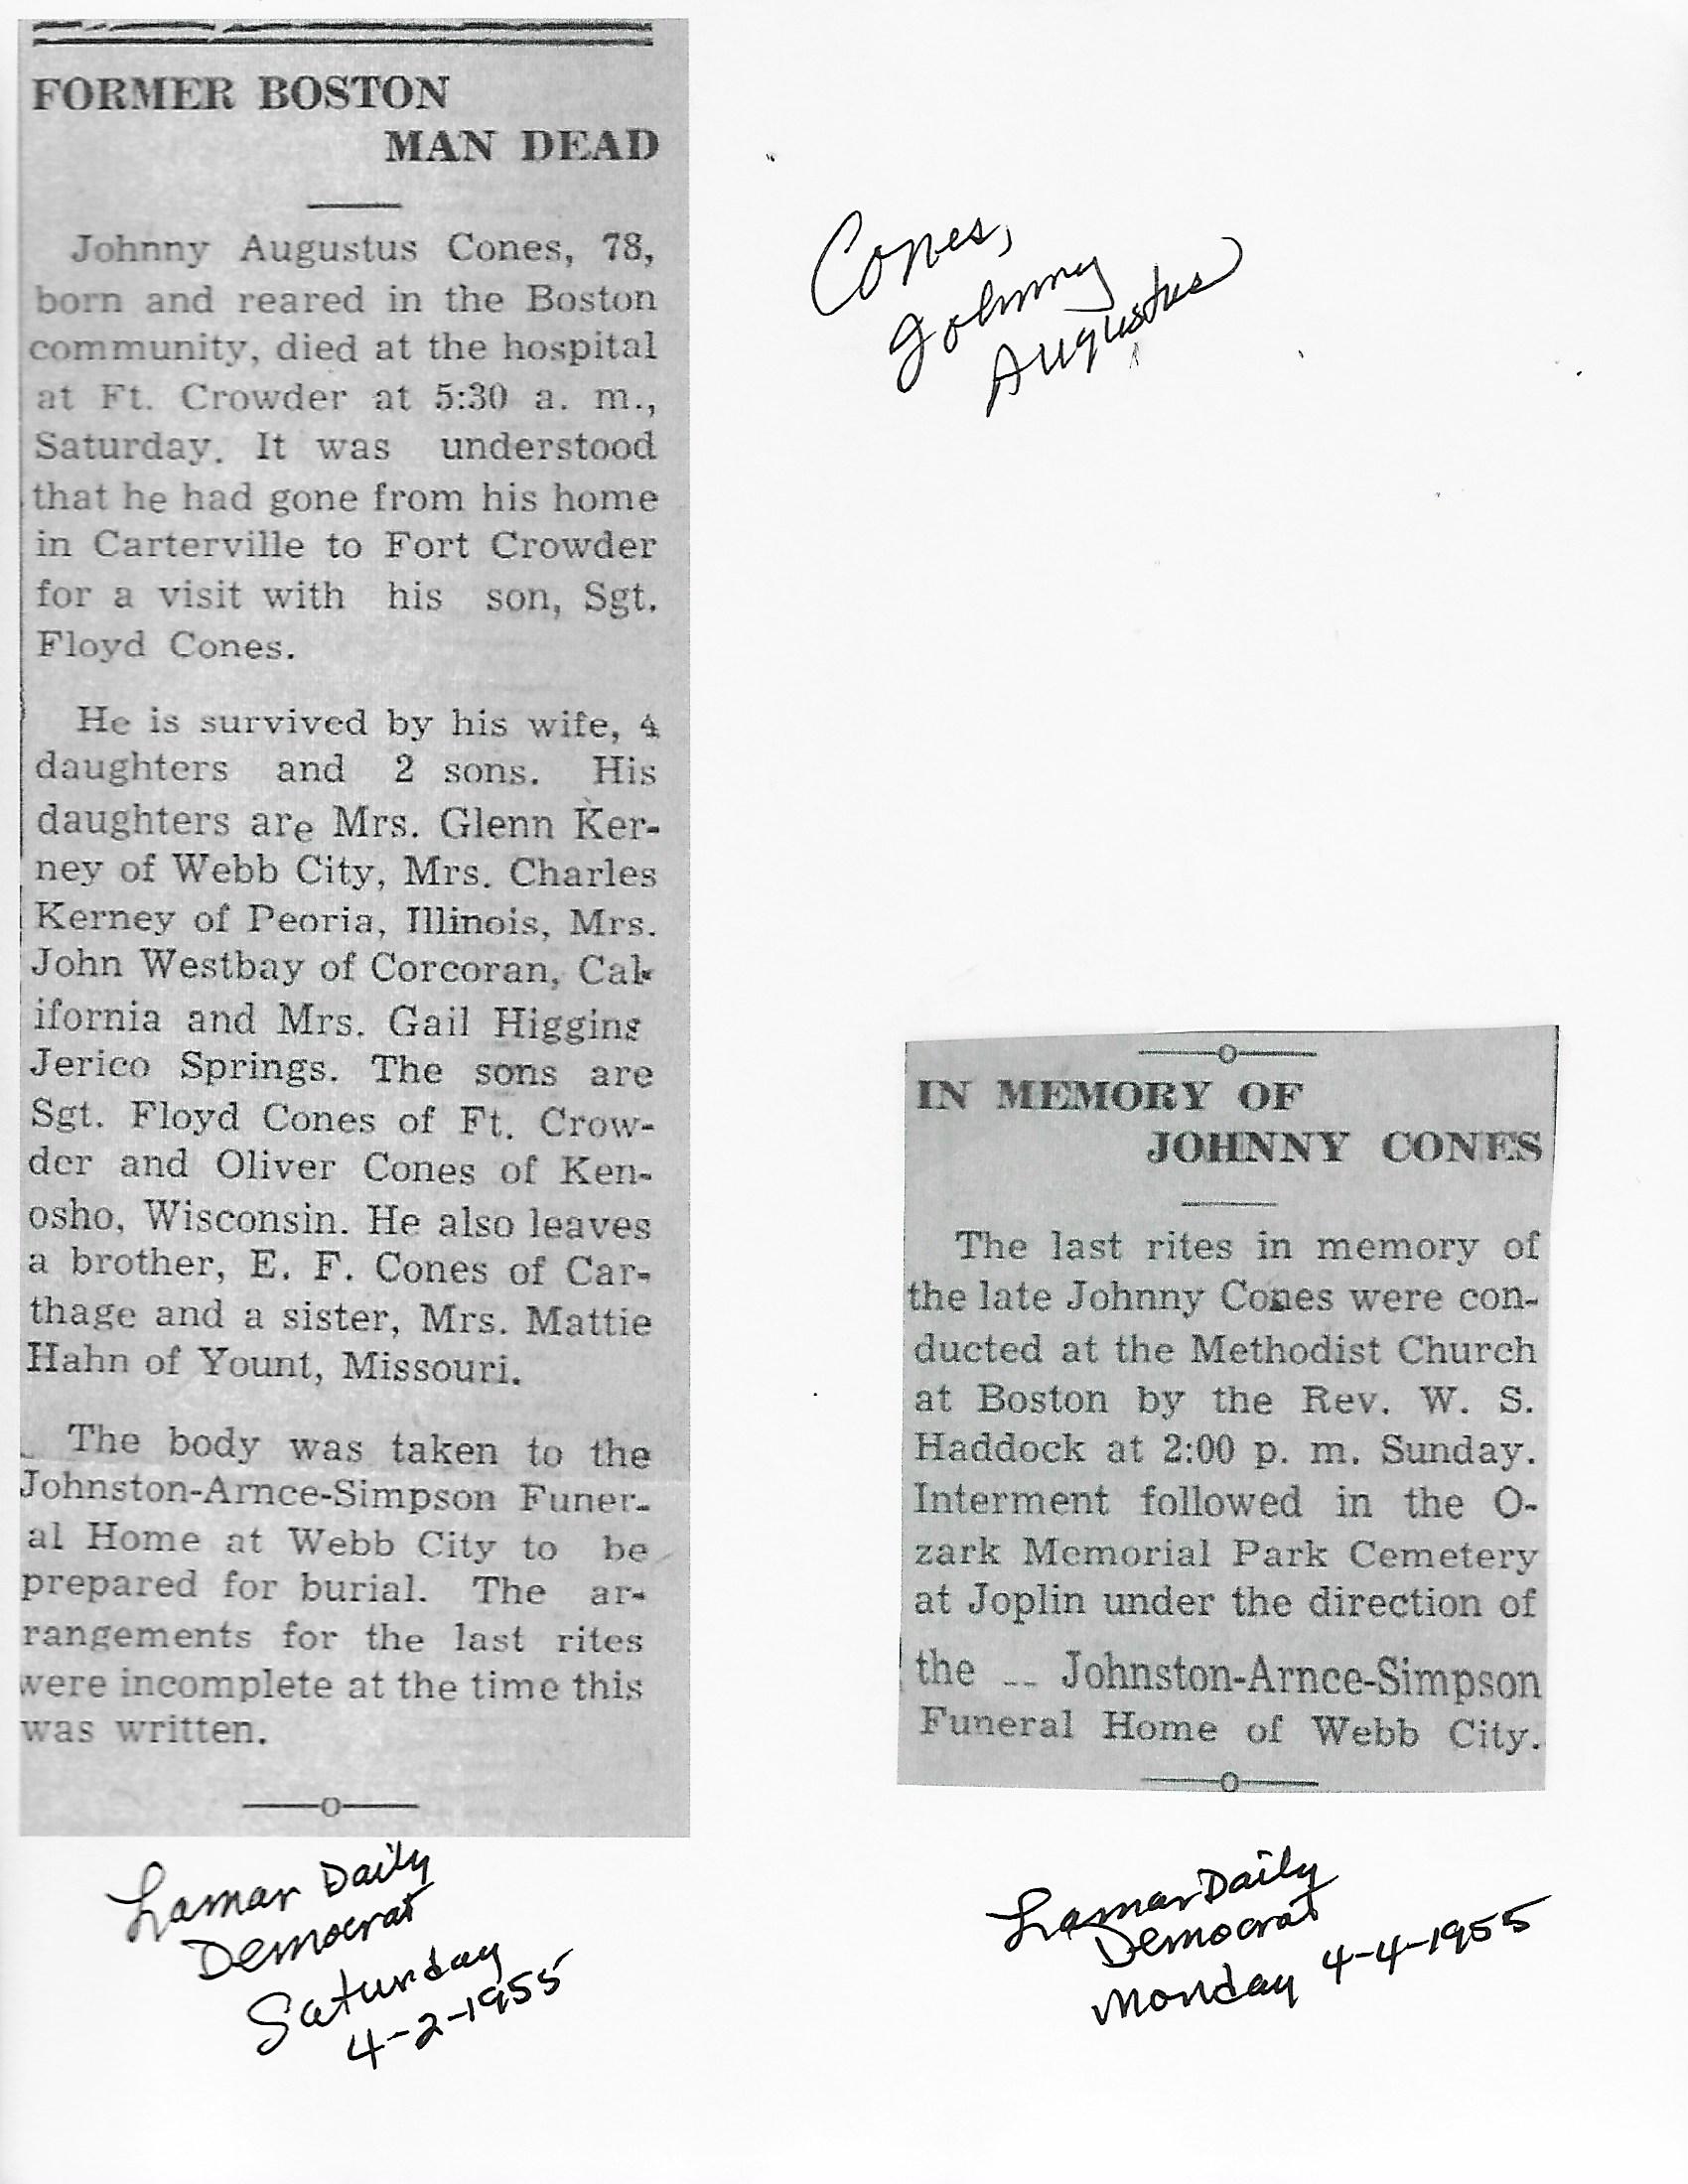 FORMER BOSTON
MAN DEAD
Johnny Augustus Cones, 78,
born and reared in the Boston
community, died at the hospital
at Ft. Crowder at 5:30 a. m.,
Saturday. It was understood
that he had gone from his home
in Carterville to Fort Crowder
for a visit with his son, Sgt.
Floyd Cones.
He is survived by his wife, 4
daughters and 2 sons. His
daughters are Mrs. Glenn Ker-
ney of Webb City, Mrs. Charles
Kerney of Peoria, Illinois, Mrs.
John Westbay of Corcoran, Cal-
ifornia and Mrs. Gail Higgins
Jerico Springs. The sons are
Sgt. Floyd Cones of Ft. Crow-
der and Oliver Cones of Ken-
osho, Wisconsin. He also leaves
a brother, E. F. Cones of Car-
thage and a sister, Mrs. Mattie
Hahn of Yount, Missouri.
The body was taken to the
Johnston-Arnce-Simpson Funer-
al Home at Webb City to be
prepared for burial. The ar-
rangements for the last rites
were incomplete at the time this
was written.
Lamar Daily
Democrat
Saturday
4-2-1955
Cones,
Johnny
Augustus
IN MEMORY OF
JOHNNY CONES
The last rites in memory of
the late Johnny Cones were con-
ducted at the Methodist Church
at Boston by the Rev. W. S.
Haddock at 2:00 p. m. Sunday.
Interment followed in the O-
zark Memorial Park Cemetery
at Joplin under the direction of
the -- Johnston-Arnce-Simpson
Funeral Home of Webb City.
Lamar Daily
Democrat
Monday 4-4-1955